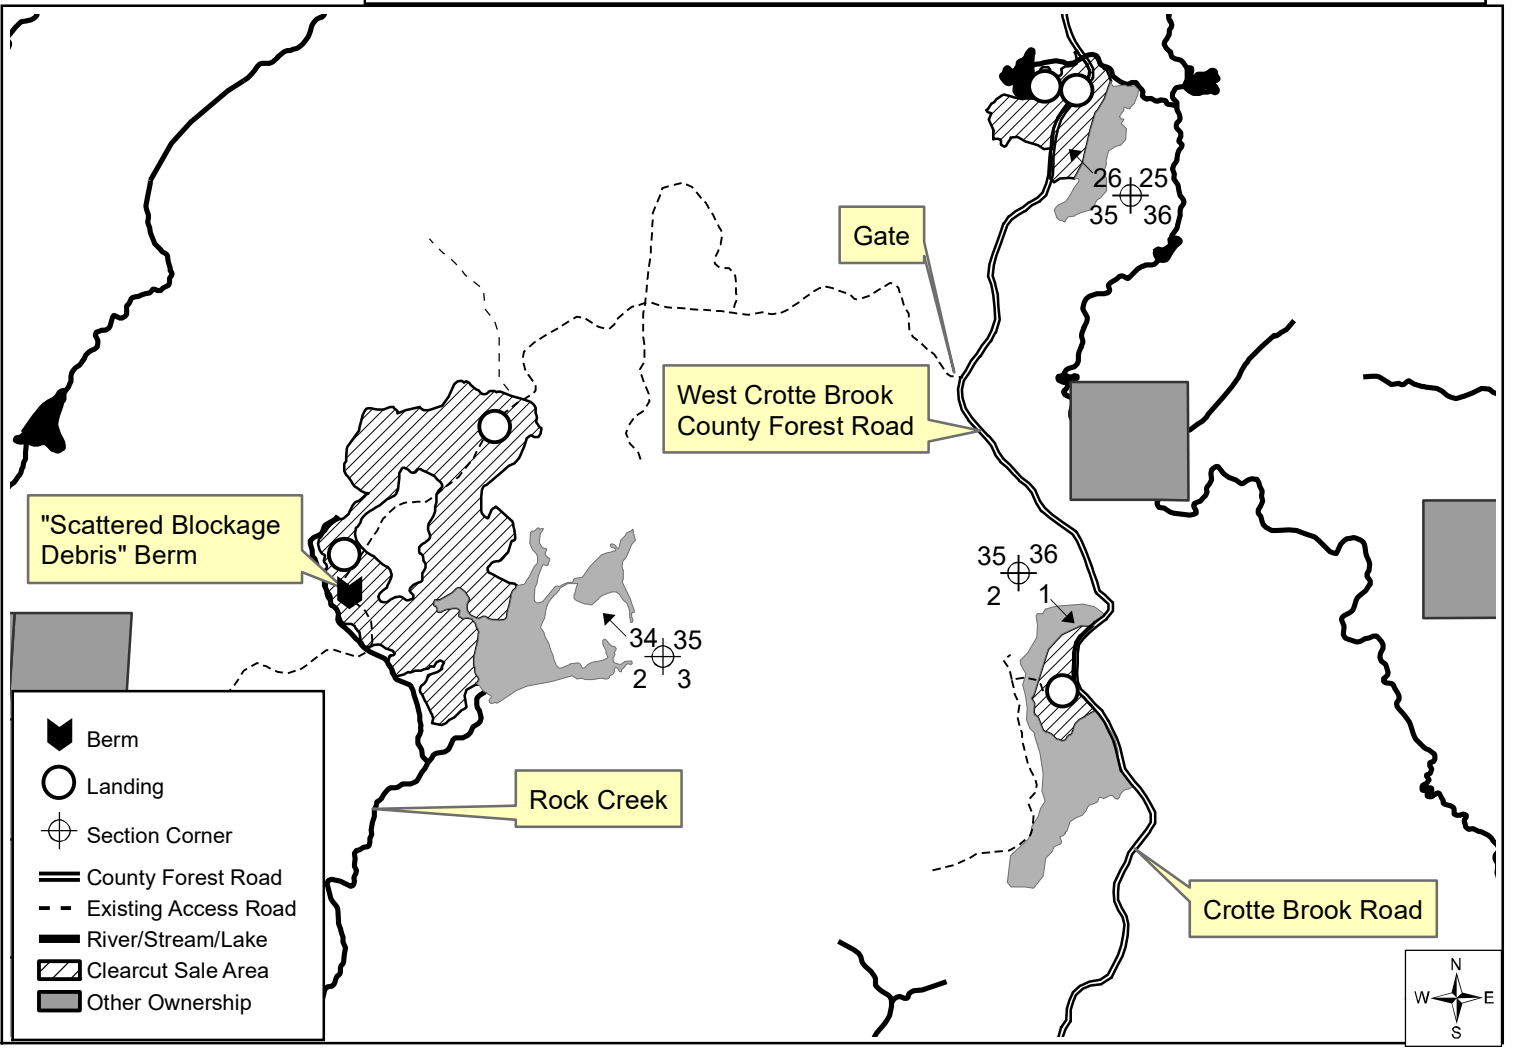 26 25
35 36
Gate
West Crotte Brook
County Forest Road
"Scattered Blockage
Debris" Berm
35 36
2 1
34 35
2 3
Rock Creek
Crotte Brook Road
Berm
Landing
Section Corner
County Forest Road
Existing Access Road
River/Stream/Lake
Clearcut Sale Area
Other Ownership
N
W E
S